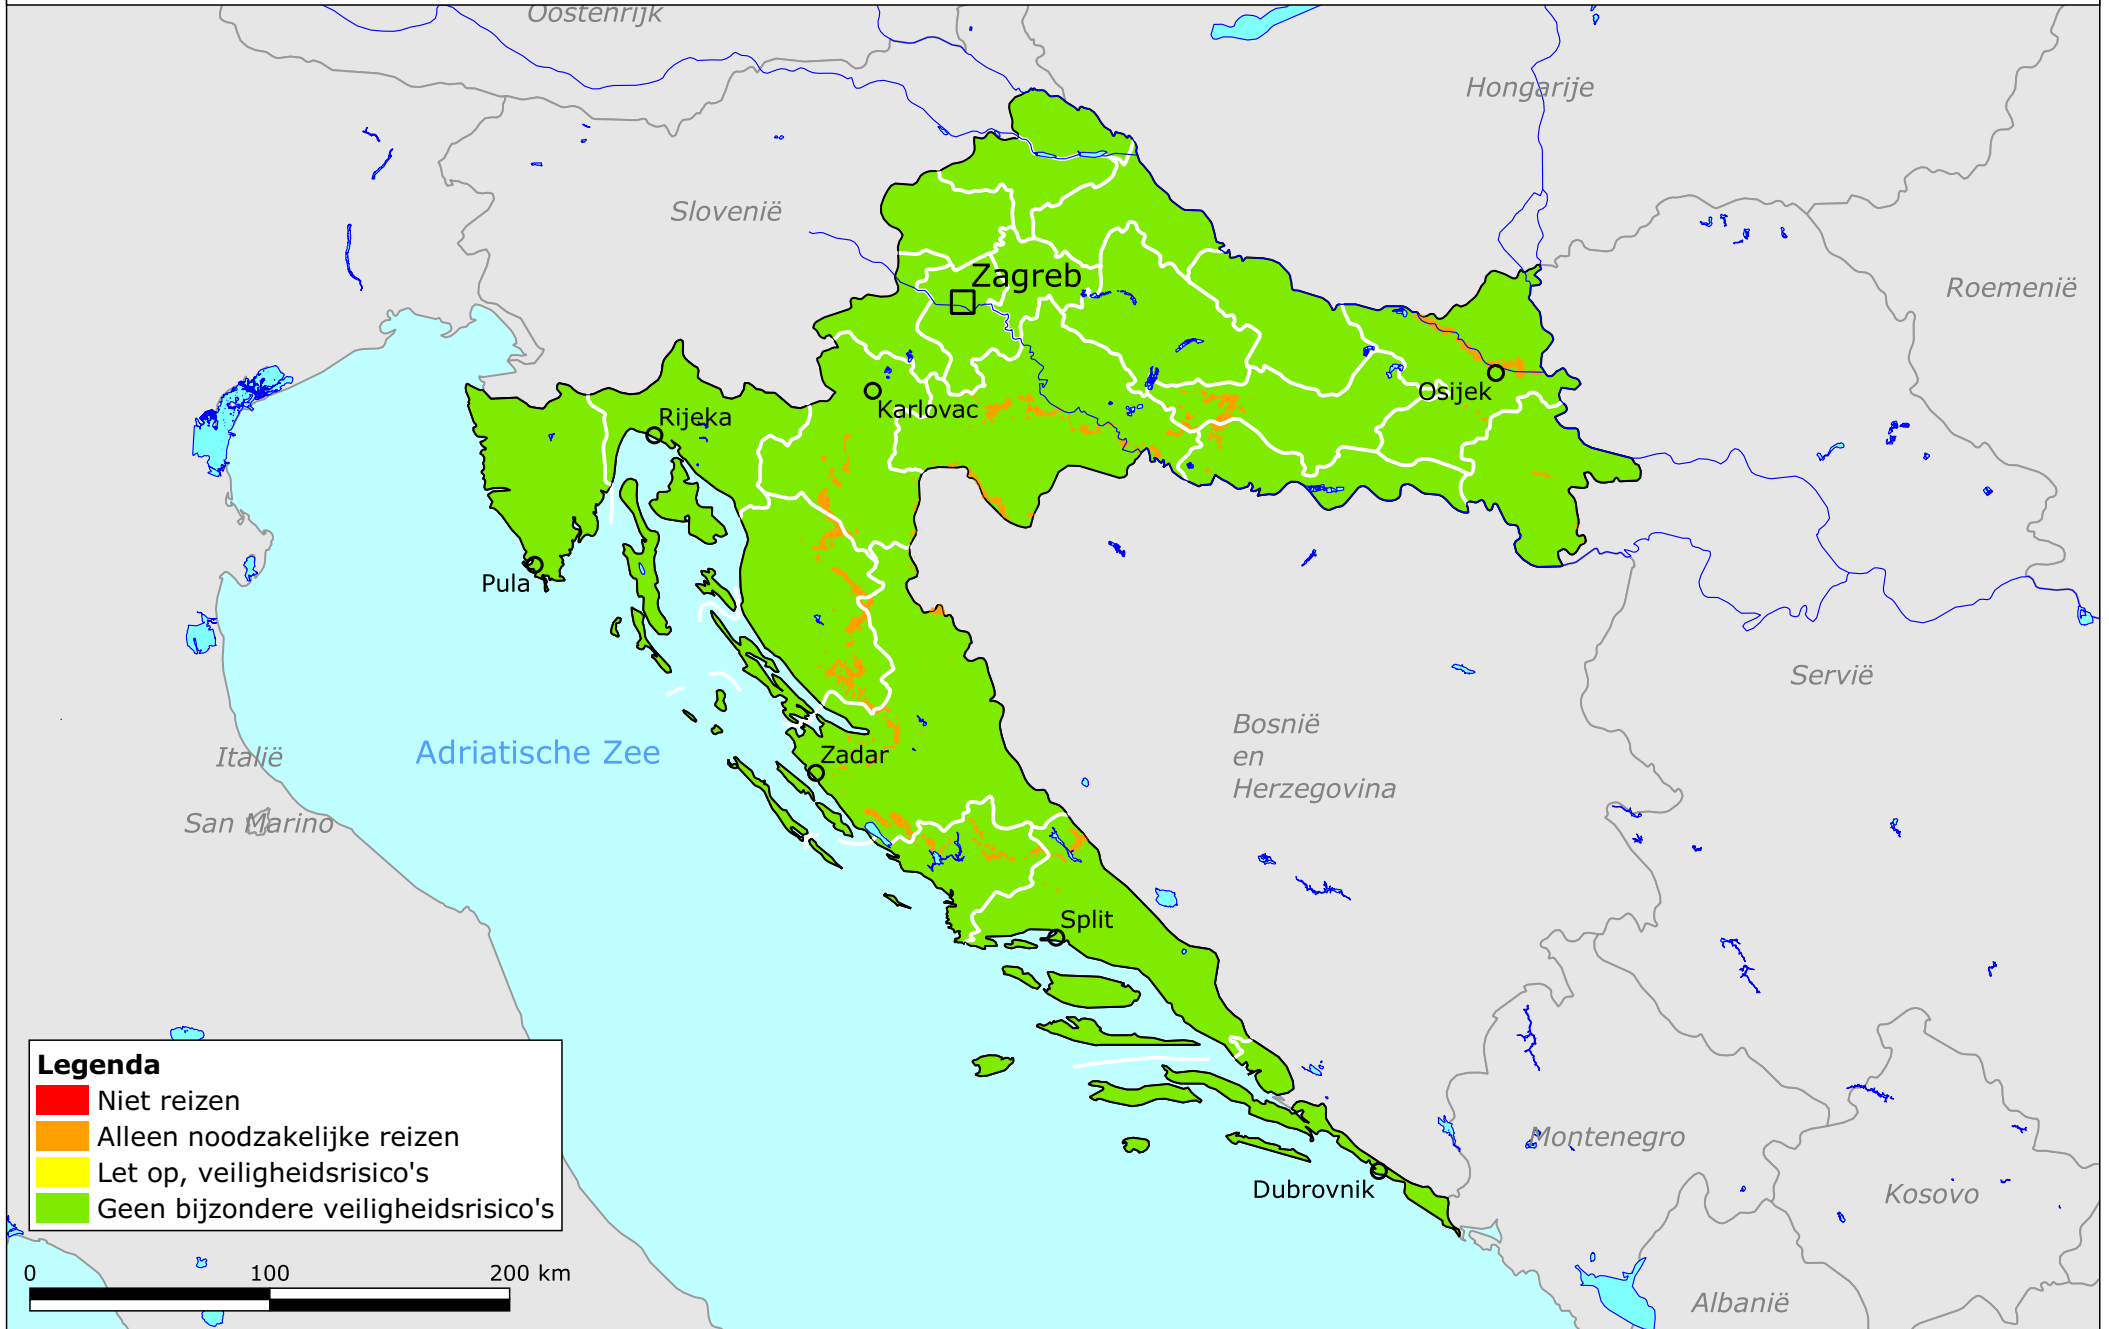 Oostenrijk
Hongarije
Slovenië
Zagreb
Roemenië
Osijek
Karlovac
Rijeka
Pula
Servië
Bosnië
en
Herzegovina
Italië
Adriatische Zee
Zadar
San Marino
Split
Legenda
Niet reizen
Alleen noodzakelijke reizen
Let op, veiligheidsrisico's
Geen bijzondere veiligheidsrisico's
Montenegro
Dubrovnik
Kosovo
0 100 200 km
Albanië